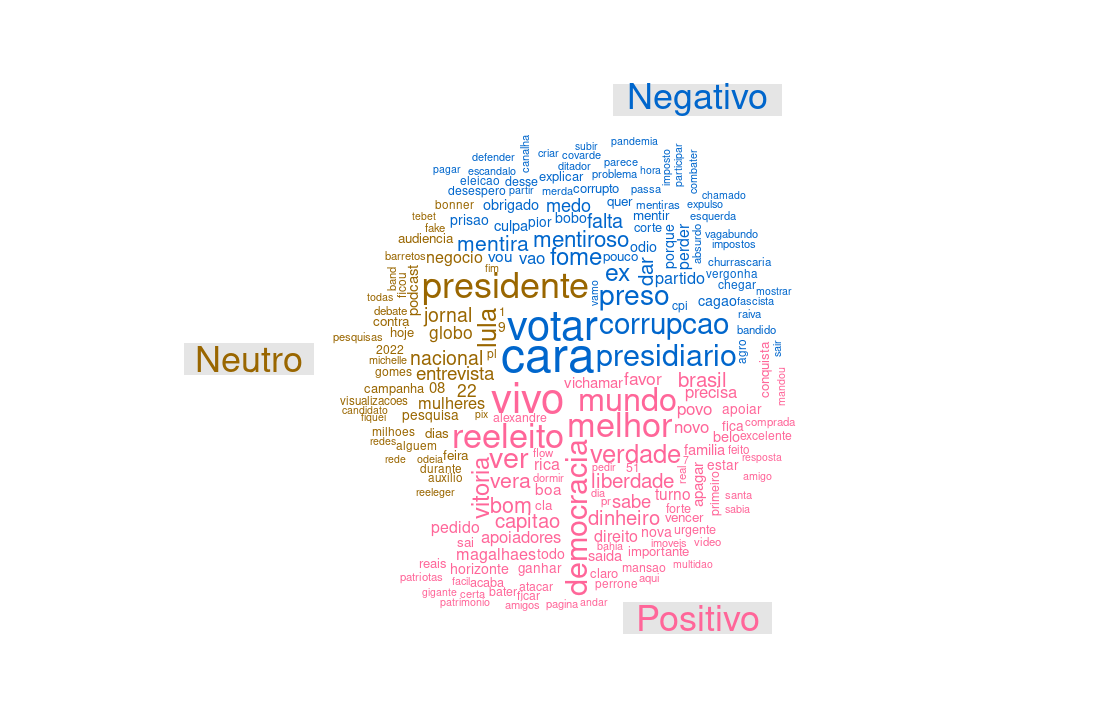 Negativo
canalha
subir
pandemia
defender
criar
covarde
parece
imposto
participar
combater
pagar
escandalo
ditador
hora
eleicao
desse
explicar
problema
desespero
partir
merda
corrupto
passa
chamado
bonner
obrigado
medo
quer
mentiras
expulso
tebet
prisao
culpa
pior
bobo
falta
mentir
esquerda
fake
corte
porque
perder
absurdo
vagabundo
audiencia
mentira
mentiroso
odio
impostos
barretos
negocio
vou
vao
fome
pouco
churrascaria
band
ficou
podcast
fim
ex
dar
partido
vergonha
chegar
presidente
vamo
preso
cpi
cagao
mostrar
fascista
todas
debate
jornal
lula
1
9
votar
corrupcao
raiva
bandido
contra
hoje
globo
pesquisas
2022
nacional
pl
cara
presidiario
agro
conquista
sair
Neutro
michelle
gomes
entrevista
vichamar
favor
brasil
mandou
campanha
08
22
vivo
mundo
precisa
visualizacoes
mulheres
povo
apoiar
candidato
fiquei
pesquisa
pix
alexandre
melhor
novo
fica
comprada
milhoes
dias
reeleito
belo
excelente
redes
alguem
verdade
familia
feito
rede
odeia
feira
ver
flow
rica
democracia
pedir
51
real
7
estar
resposta
durante
auxilio
vitoria
vera
dormir
liberdade
apagar
primeiro
amigo
reeleger
boa
dia
turno
santa
bom
cla
pr
sabe
forte
sabia
capitao
dinheiro
vencer
pedido
apoiadores
direito
nova
urgente
sai
bahia
imoveis
video
magalhaes
todo
saida
importante
reais
horizonte
ganhar
mansao
multidao
patriotas
facil
acaba
claro
aqui
gigante
certa
bater
atacar
perrone
ficar
patrimonio
amigos
pagina
andar
Positivo